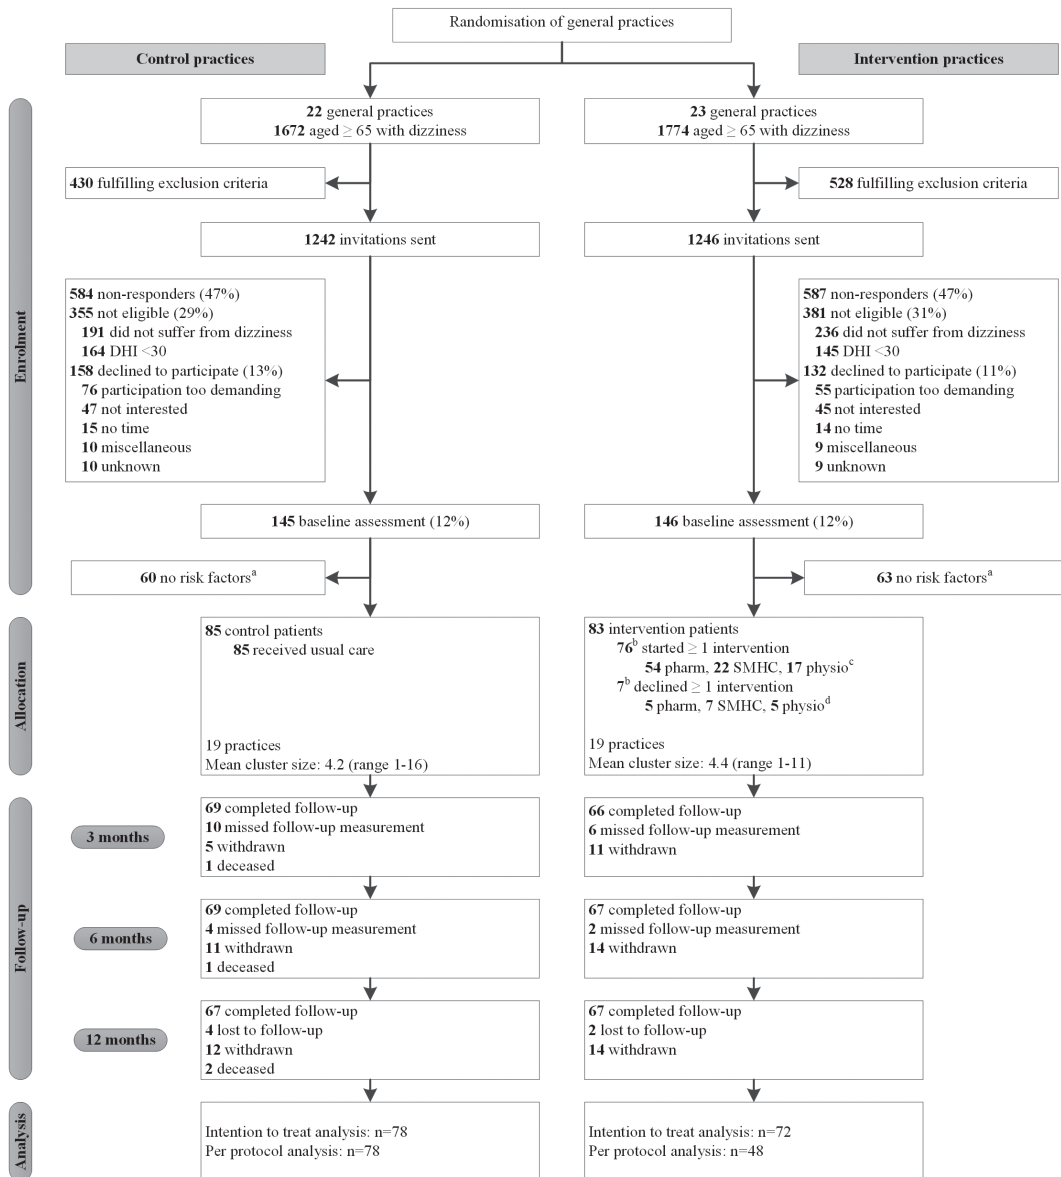 Randomisation of general practices
Control practices
Intervention practices
Enrolment
22 general practices
1672 aged ≥ 65 with dizziness
23 general practices
1774 aged ≥ 65 with dizziness
430 fulfilling exclusion criteria
528 fulfilling exclusion criteria
1242 invitations sent
1246 invitations sent
584 non-responders (47%)
355 not eligible (29%)
191 did not suffer from dizziness
164 DHI <30
158 declined to participate (13%)
76 participation too demanding
47 not interested
15 no time
10 miscellaneous
10 unknown
587 non-responders (47%)
381 not eligible (31%)
236 did not suffer from dizziness
145 DHI <30
132 declined to participate (11%)
55 participation too demanding
45 not interested
14 no time
9 miscellaneous
9 unknown
145 baseline assessment (12%)
146 baseline assessment (12%)
60 no risk factorsᵃ
63 no risk factorsᵃ
Allocation
85 control patients
85 received usual care
19 practices
Mean cluster size: 4.2 (range 1-16)
83 intervention patients
76ᵇ started ≥ 1 intervention
54 pharm, 22 SMHC, 17 physioᶜ
7ᵇ declined ≥ 1 intervention
5 pharm, 7 SMHC, 5 physioᵈ
19 practices
Mean cluster size: 4.4 (range 1-11)
Follow-up
3 months
69 completed follow-up
10 missed follow-up measurement
5 withdrawn
1 deceased
66 completed follow-up
6 missed follow-up measurement
11 withdrawn
6 months
69 completed follow-up
4 missed follow-up measurement
11 withdrawn
1 deceased
67 completed follow-up
2 missed follow-up measurement
14 withdrawn
12 months
67 completed follow-up
4 lost to follow-up
12 withdrawn
2 deceased
67 completed follow-up
2 lost to follow-up
14 withdrawn
Analysis
Intention to treat analysis: n=78
Per protocol analysis: n=78
Intention to treat analysis: n=72
Per protocol analysis: n=48